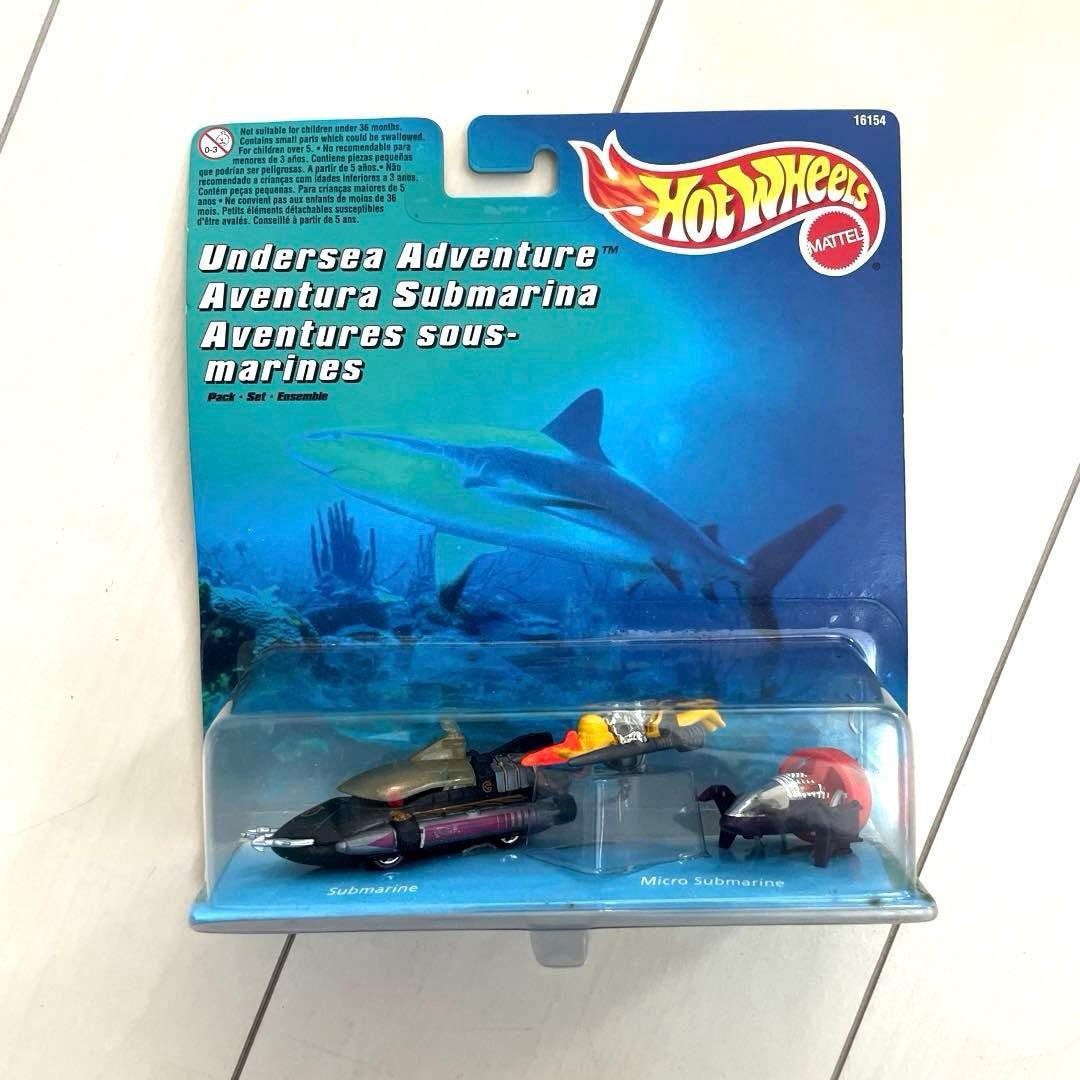 0-3
Not suitable for children under 36 months.
Contains small parts which could be swallowed.
For children over 5. • No recomendable para
menores de 3 años. Contiene piezas pequeñas
que podrían ser peligrosas. A partir de 5 años.• Não
recomendado a crianças com idades inferiores a 3 anos.
Contém peças pequenas. Para crianças maiores de 5
anos • Ne convient pas aux enfants de moins de 36
mois. Petits éléments détachables susceptibles
d'être avalés. Conseillé à partir de 5 ans.
16154
Hot Wheels
MATTEL
®
Undersea Adventure™
Aventura Submarina
Aventures sous-
marines
Pack • Set • Ensemble
Submarine
Micro Submarine